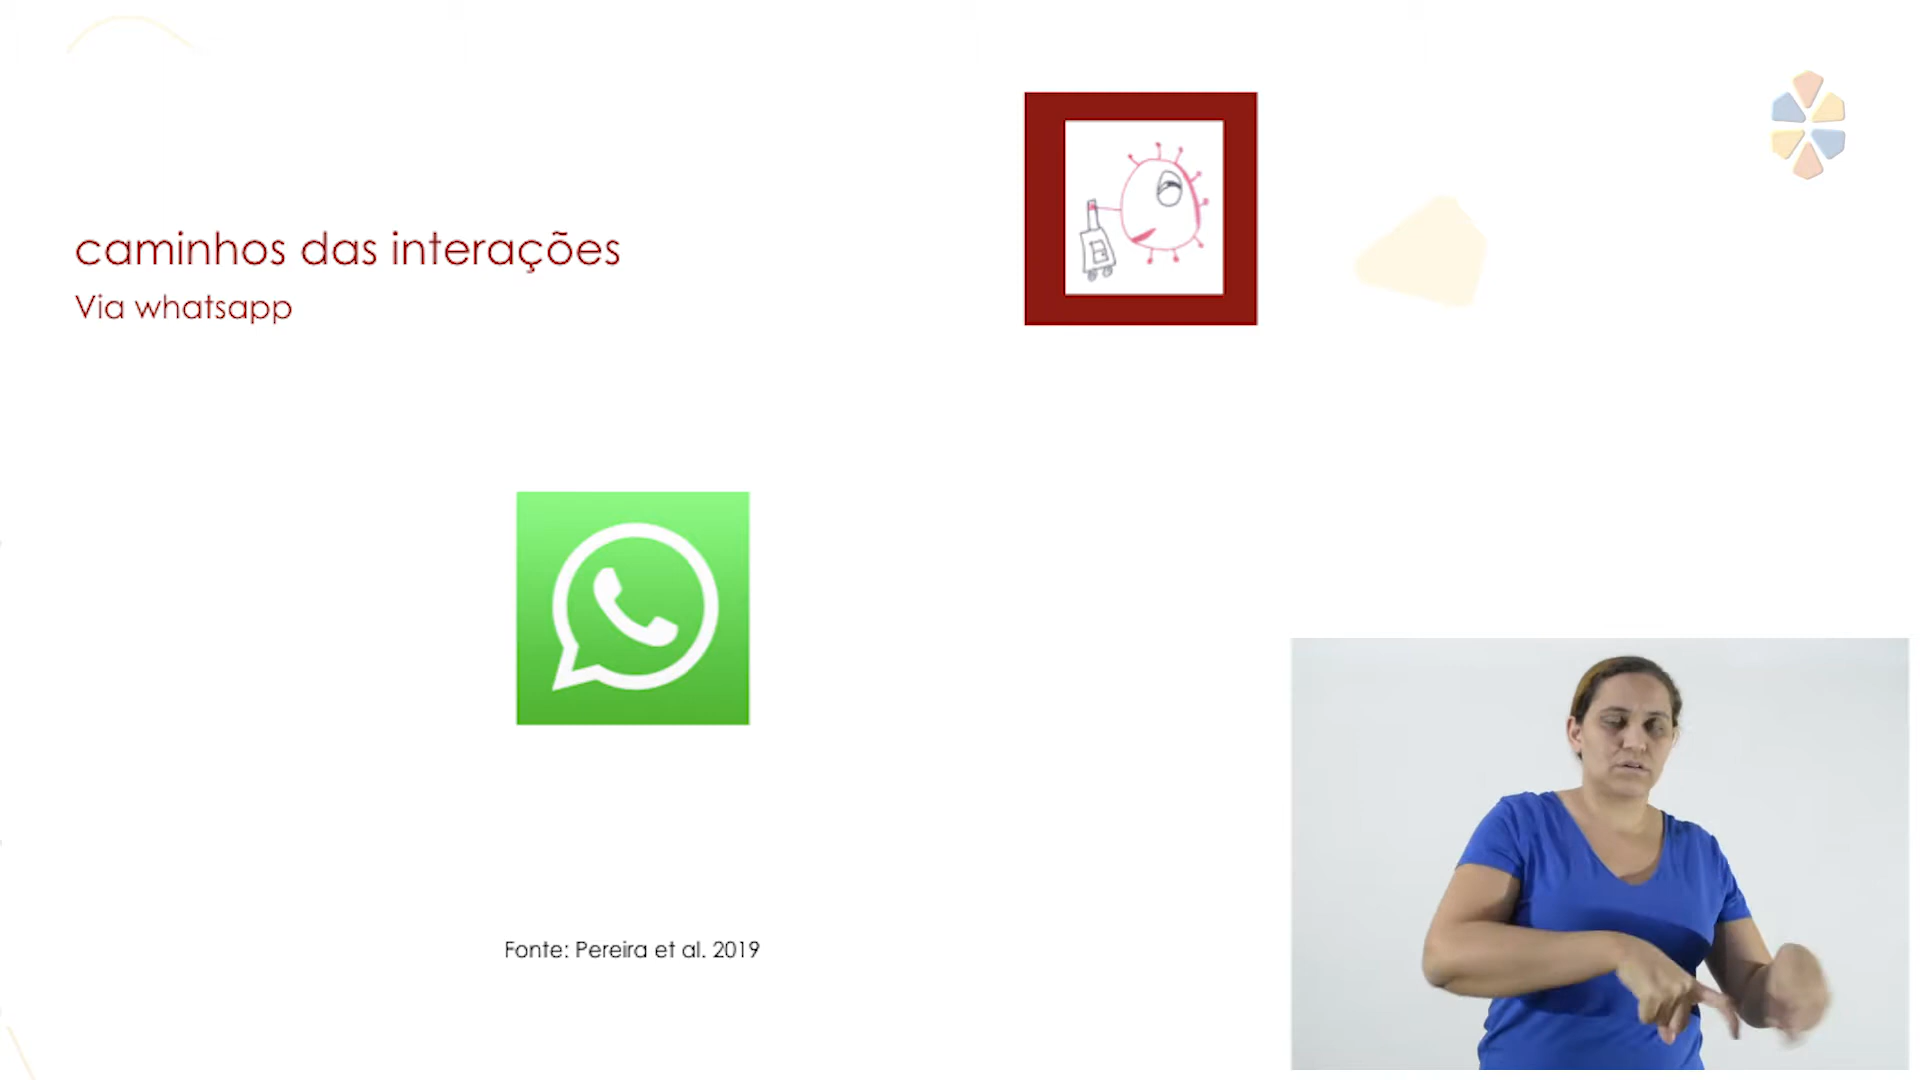 caminhos das interações
Via whatsapp
Fonte: Pereira et al. 2019